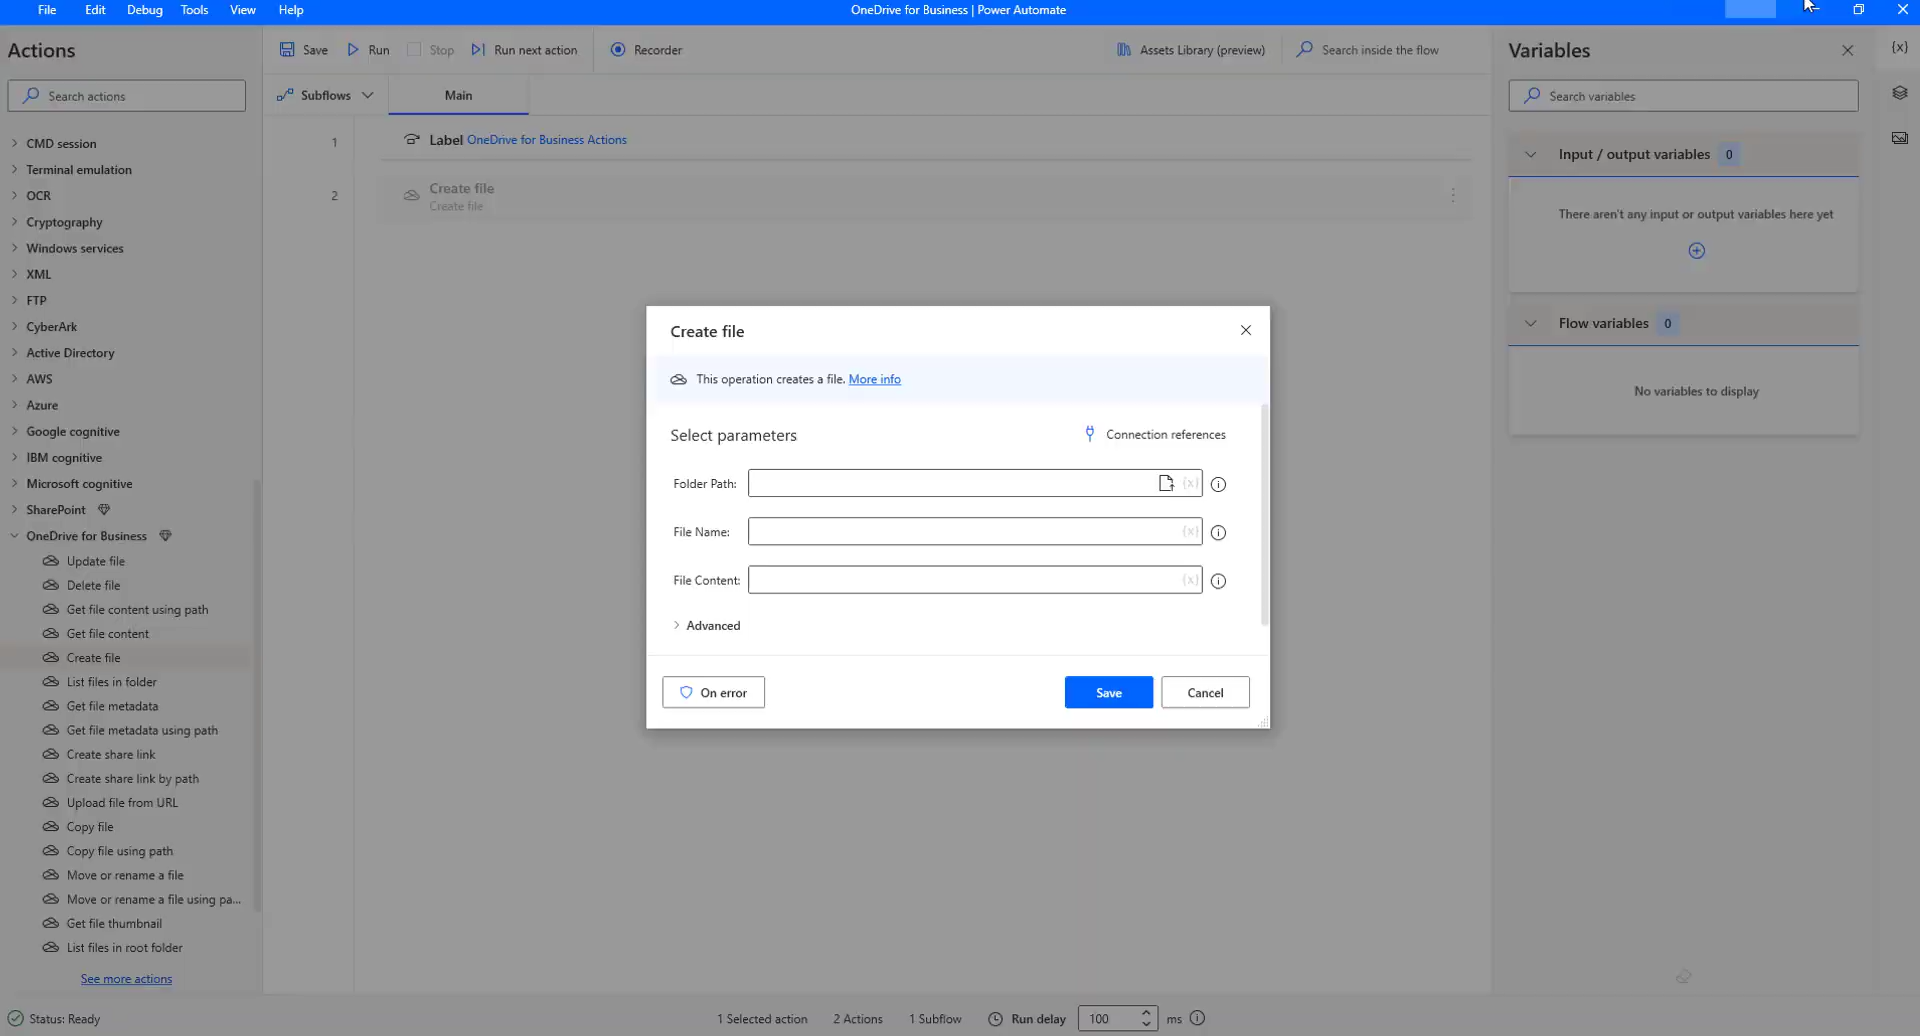 File Edit Debug Tools View Help
OneDrive for Business | Power Automate
Actions
Search actions
CMD session
Terminal emulation
OCR
Cryptography
Windows services
XML
FTP
CyberArk
Active Directory
AWS
Azure
Google cognitive
IBM cognitive
Microsoft cognitive
SharePoint
OneDrive for Business
Update file
Delete file
Get file content using path
Get file content
Create file
List files in folder
Get file metadata
Get file metadata using path
Create share link
Create share link by path
Upload file from URL
Copy file
Copy file using path
Move or rename a file
Move or rename a file using pa...
Get file thumbnail
List files in root folder
See more actions
Save Run Stop Run next action Recorder
Assets Library (preview) Search inside the flow
Subflows Main
1 Label OneDrive for Business Actions
2 Create file
Create file
Create file
This operation creates a file. More info
Select parameters Connection references
Folder Path: {x}
File Name: {x}
File Content: {x}
Advanced
On error Save Cancel
Variables
{x}
Search variables
Input / output variables 0
There aren't any input or output variables here yet
Flow variables 0
No variables to display
Status: Ready 1 Selected action 2 Actions 1 Subflow Run delay 100 ms